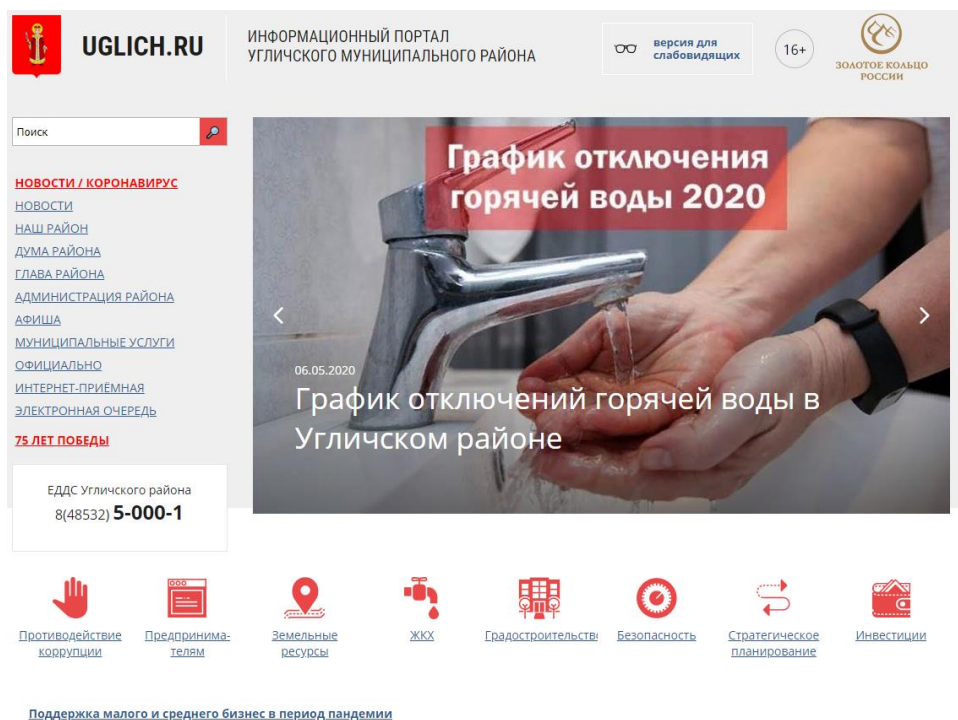 UGLICH.RU
ИНФОРМАЦИОННЫЙ ПОРТАЛ
УГЛИЧСКОГО МУНИЦИПАЛЬНОГО РАЙОНА
версия для
слабовидящих
16+
ЗОЛОТОЕ КОЛЬЦО
РОССИИ
Поиск
НОВОСТИ / КОРОНАВИРУС
НОВОСТИ
НАШ РАЙОН
ДУМА РАЙОНА
ГЛАВА РАЙОНА
АДМИНИСТРАЦИЯ РАЙОНА
АФИША
МУНИЦИПАЛЬНЫЕ УСЛУГИ
ОФИЦИАЛЬНО
ИНТЕРНЕТ-ПРИЁМНАЯ
ЭЛЕКТРОННАЯ ОЧЕРЕДЬ
75 ЛЕТ ПОБЕДЫ
ЕДДС Угличского района
8(48532) 5-000-1
График отключения
горячей воды 2020
06.05.2020
График отключений горячей воды в
Угличском районе
Противодействие
коррупции
Предпринима-
телям
Земельные
ресурсы
ЖКХ
Градостроительство
Безопасность
Стратегическое
планирование
Инвестиции
Поддержка малого и среднего бизнес в период пандемии